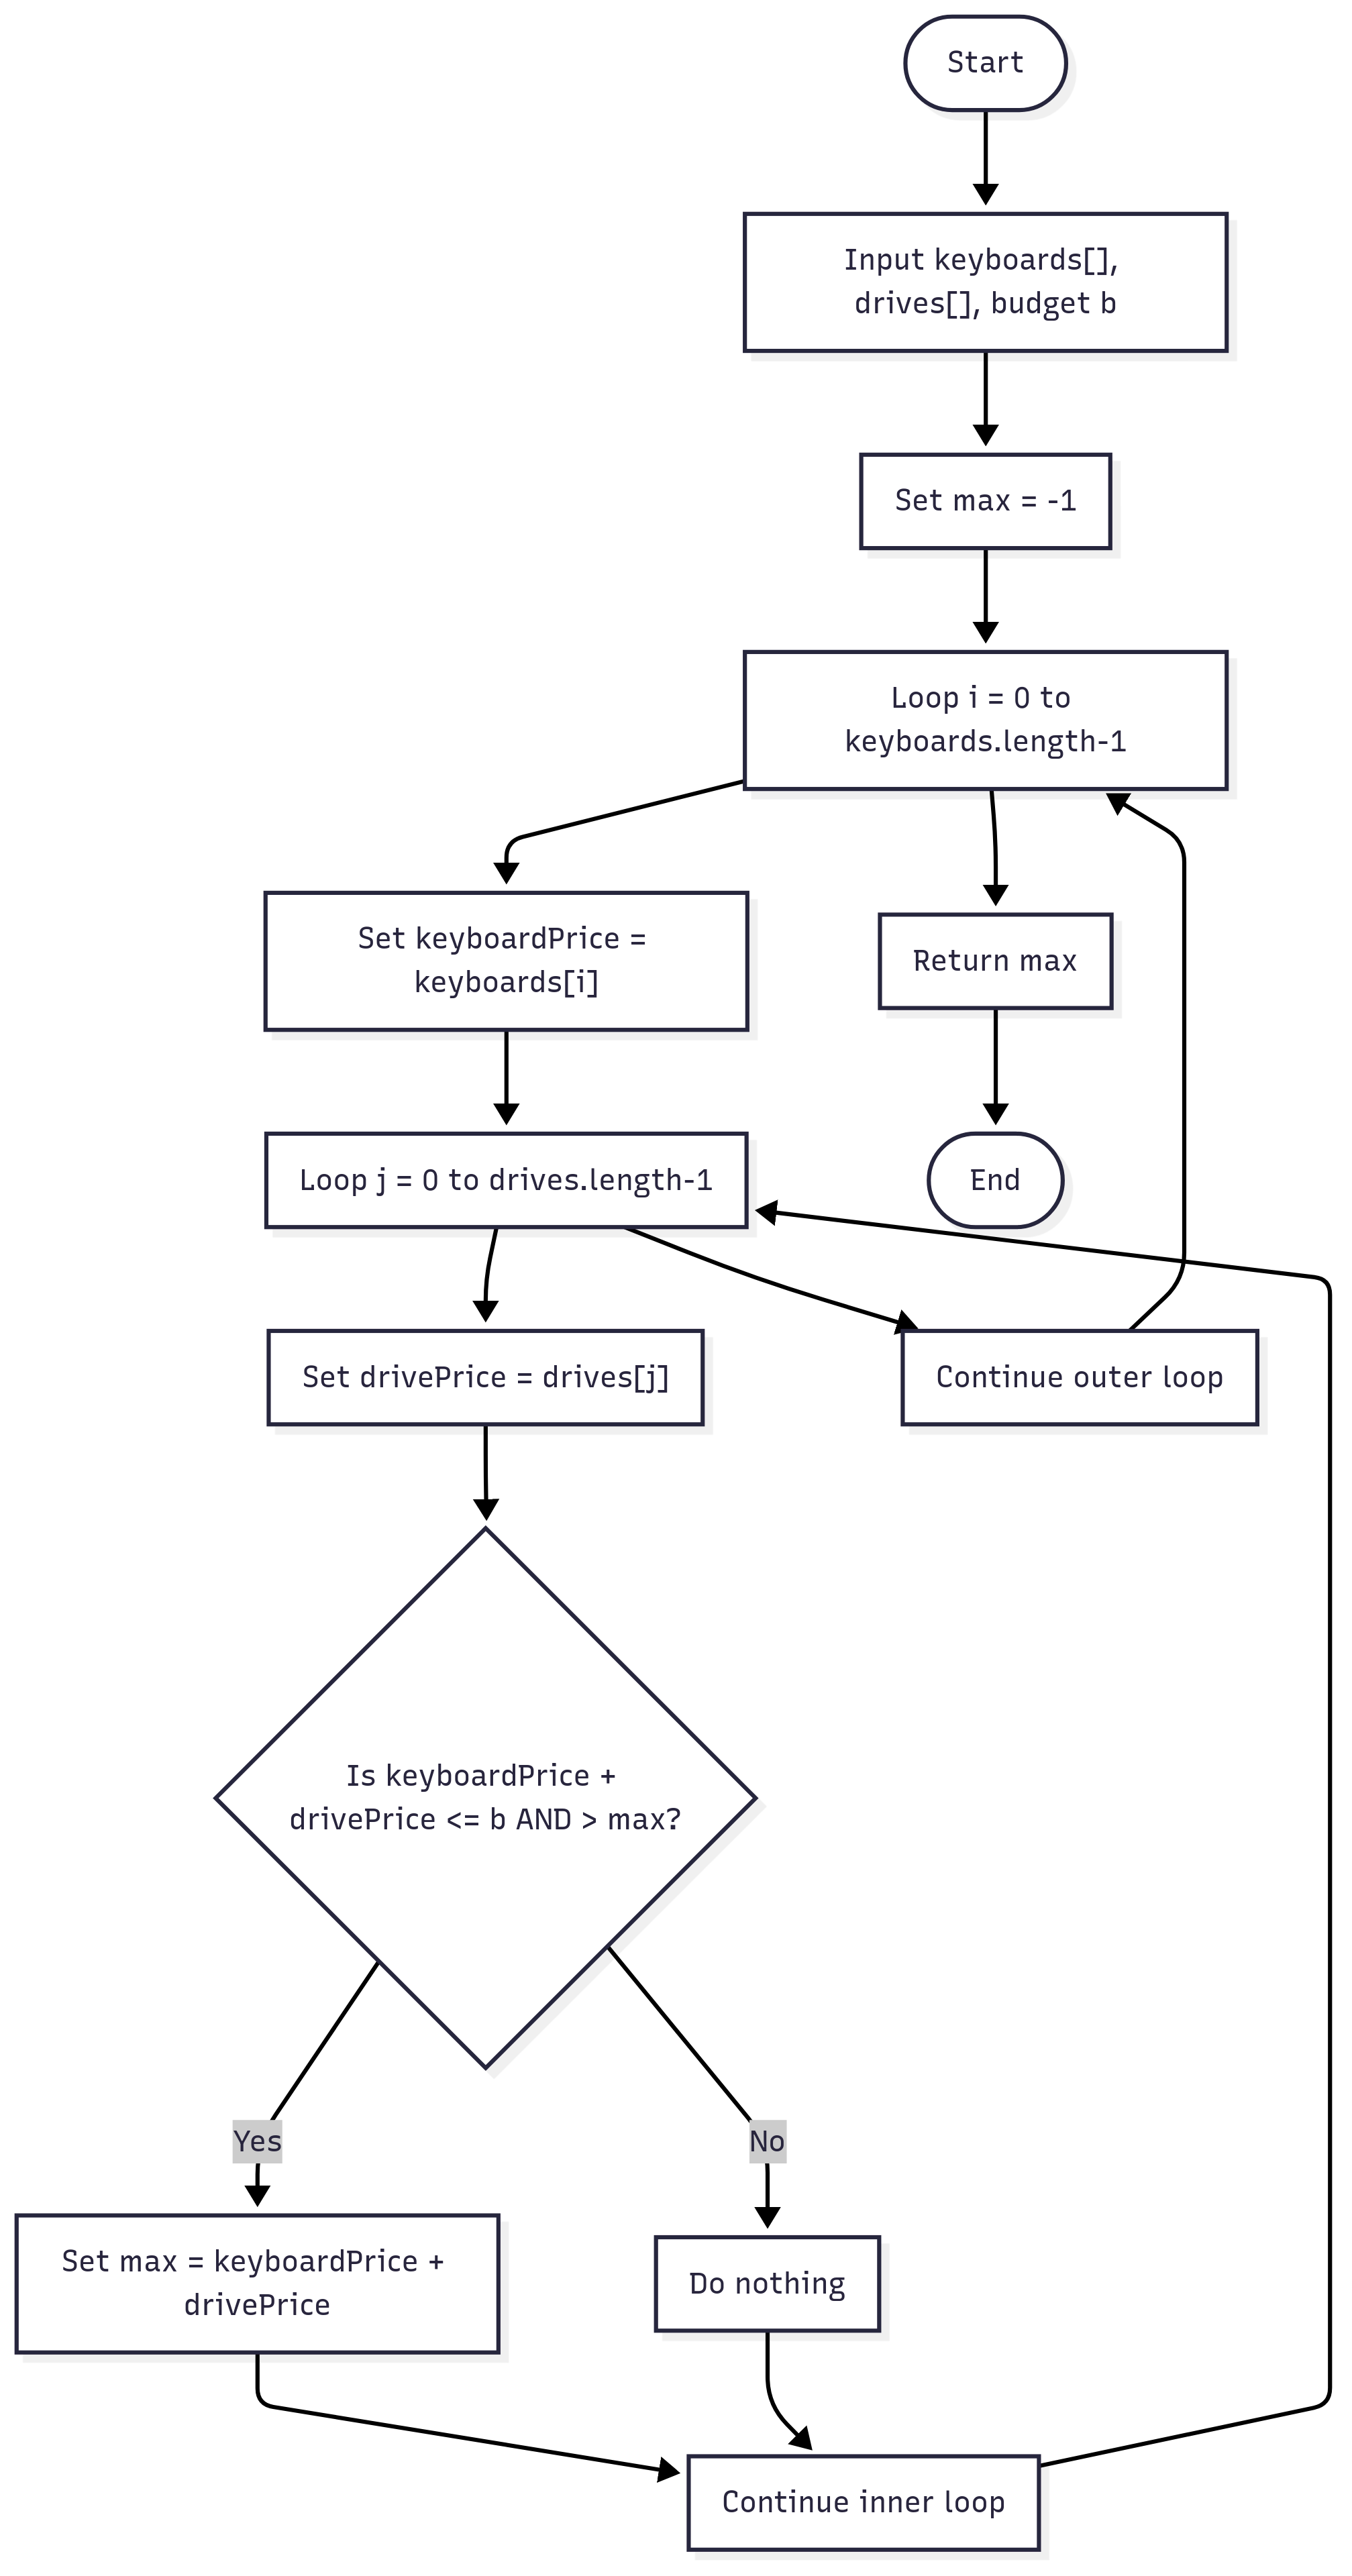 Start
Input keyboards[],
drives[], budget b
Set max = -1
Loop i = 0 to
keyboards.length-1
Set keyboardPrice =
keyboards[i]
Return max
Loop j = 0 to drives.length-1
End
Set drivePrice = drives[j]
Continue outer loop
Is keyboardPrice +
drivePrice <= b AND > max?
Yes
No
Set max = keyboardPrice +
drivePrice
Do nothing
Continue inner loop